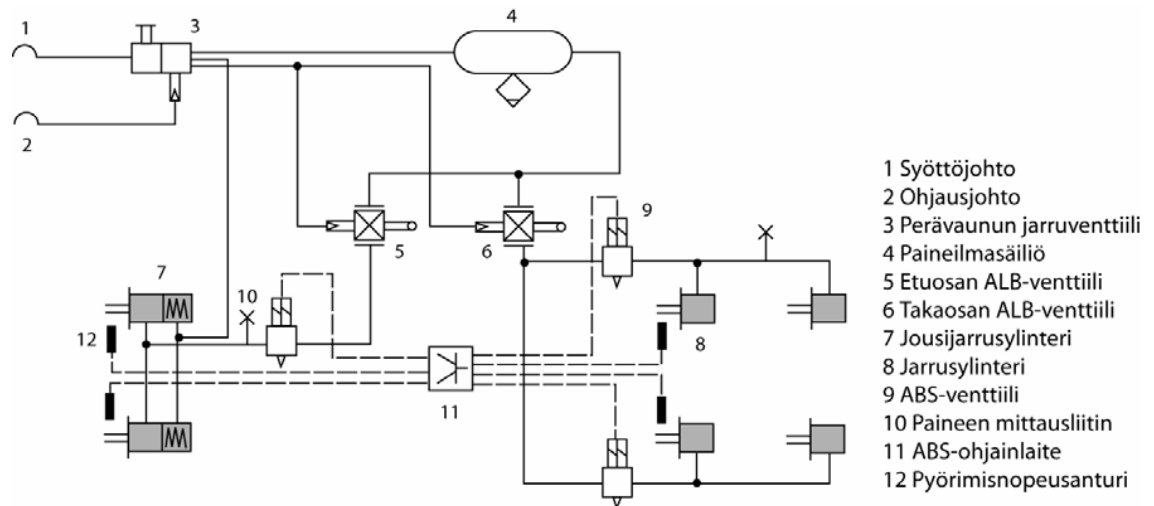 1
2
3
4
5
6
7
8
9
10
11
12
1 Syöttöjohto
2 Ohjausjohto
3 Perävaunun jarruventtiili
4 Paineilmasäiliö
5 Etuosan ALB-venttiili
6 Takaosan ALB-venttiili
7 Jousijarrusylinteri
8 Jarrusylinteri
9 ABS-venttiili
10 Paineen mittausliitin
11 ABS-ohjainlaite
12 Pyörimisnopeusanturi